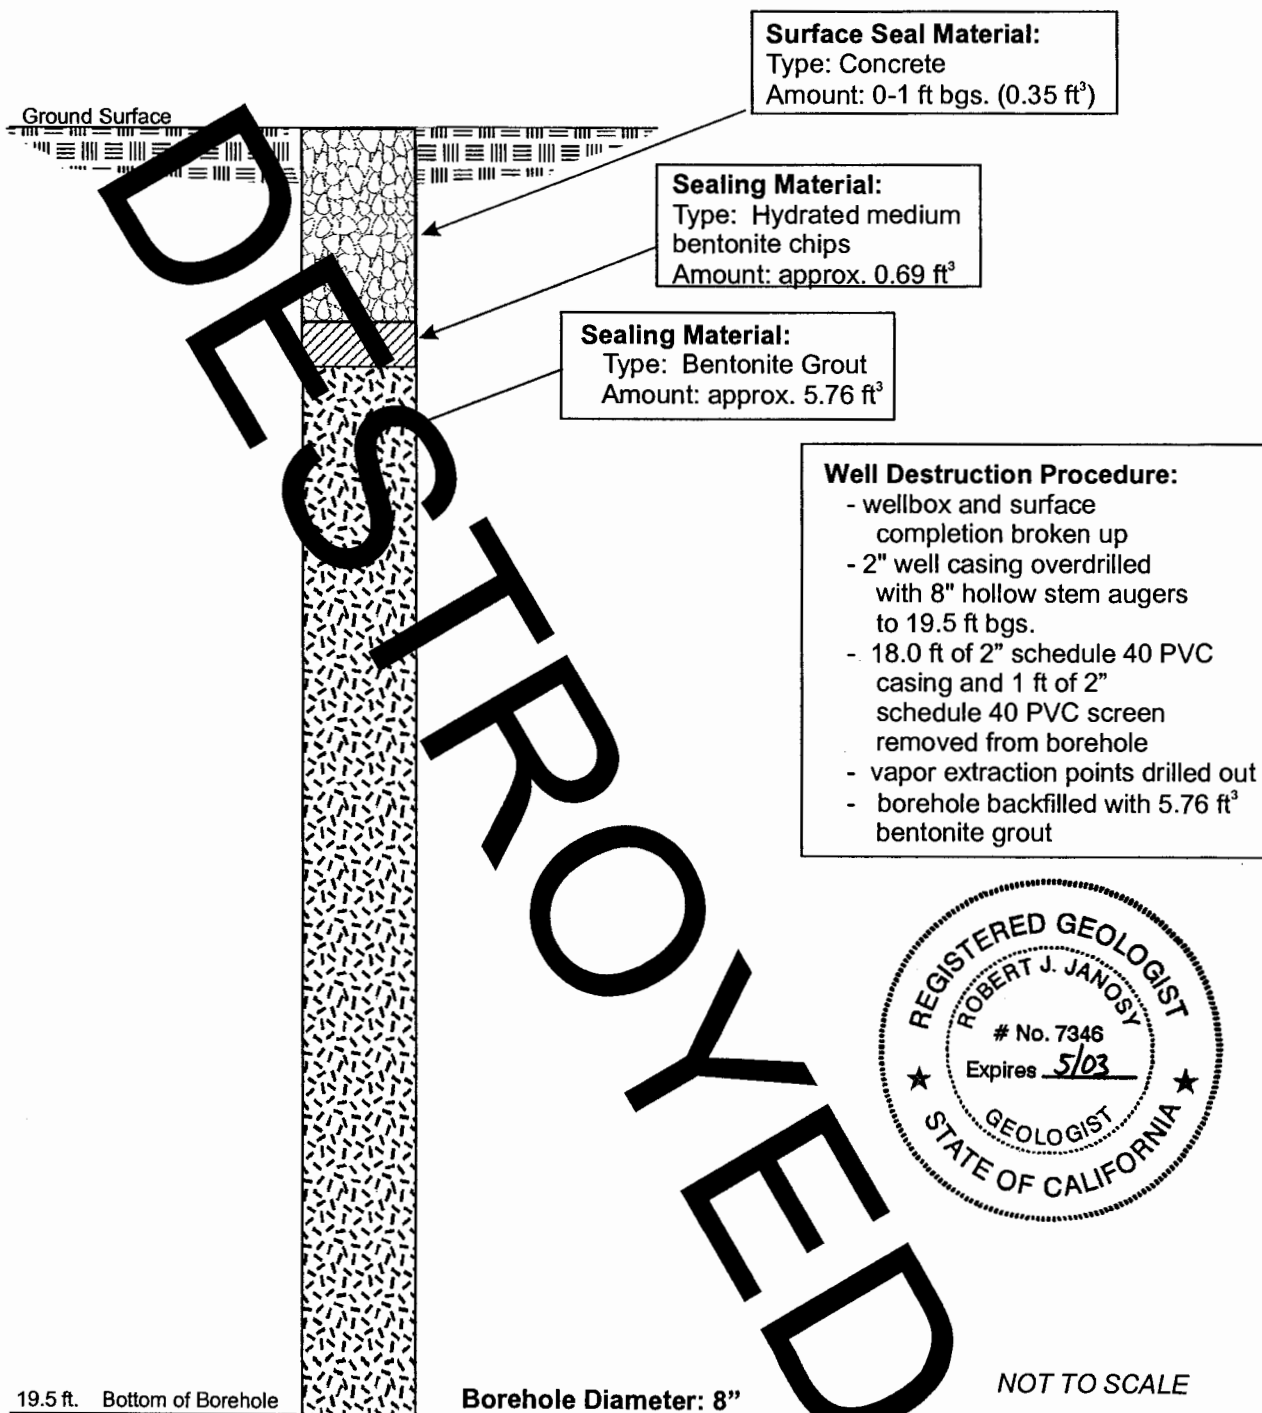 Surface Seal Material:
Type: Concrete
Amount: 0-1 ft bgs. (0.35 ft³)
Ground Surface
Sealing Material:
Type: Hydrated medium
bentonite chips
Amount: approx. 0.69 ft³
Sealing Material:
Type: Bentonite Grout
Amount: approx. 5.76 ft³
Well Destruction Procedure:
- wellbox and surface
completion broken up
- 2" well casing overdrilled
with 8" hollow stem augers
to 19.5 ft bgs.
- 18.0 ft of 2" schedule 40 PVC
casing and 1 ft of 2"
schedule 40 PVC screen
removed from borehole
- vapor extraction points drilled out
- borehole backfilled with 5.76 ft³
bentonite grout
DESTROYED
REGISTERED GEOLOGIST
ROBERT J. JANOSY
# No. 7346
Expires 5/03
GEOLOGIST
STATE OF CALIFORNIA
19.5 ft. Bottom of Borehole
Borehole Diameter: 8"
NOT TO SCALE